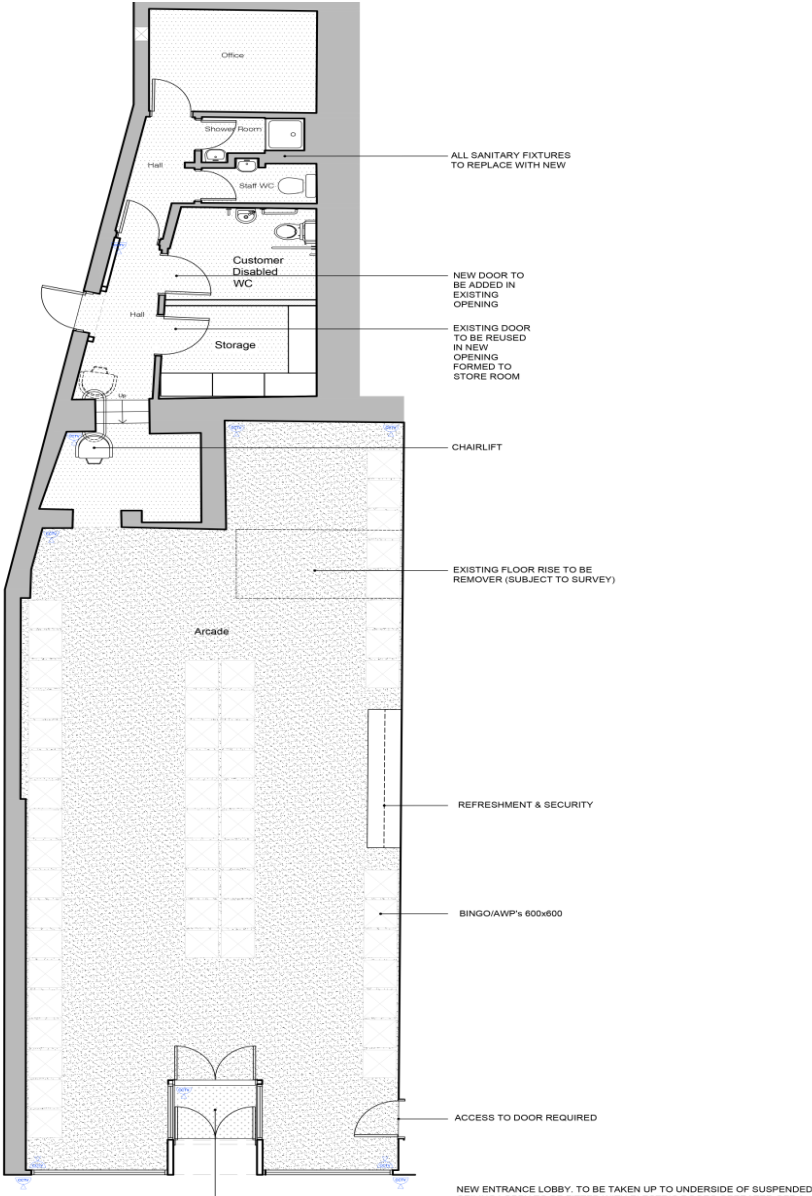 Office
Shower Room
Hall
ALL SANITARY FIXTURES
TO REPLACE WITH NEW
Staff WC
Customer
Disabled
WC
NEW DOOR TO
BE ADDED IN
EXISTING
OPENING
Hall
EXISTING DOOR
TO BE REUSED
IN NEW
OPENING
FORMED TO
STORE ROOM
Storage
Up
CHAIRLIFT
EXISTING FLOOR RISE TO BE
REMOVER (SUBJECT TO SURVEY)
Arcade
REFRESHMENT & SECURITY
BINGO/AWP's 600x600
ACCESS TO DOOR REQUIRED
NEW ENTRANCE LOBBY. TO BE TAKEN UP TO UNDERSIDE OF SUSPENDED